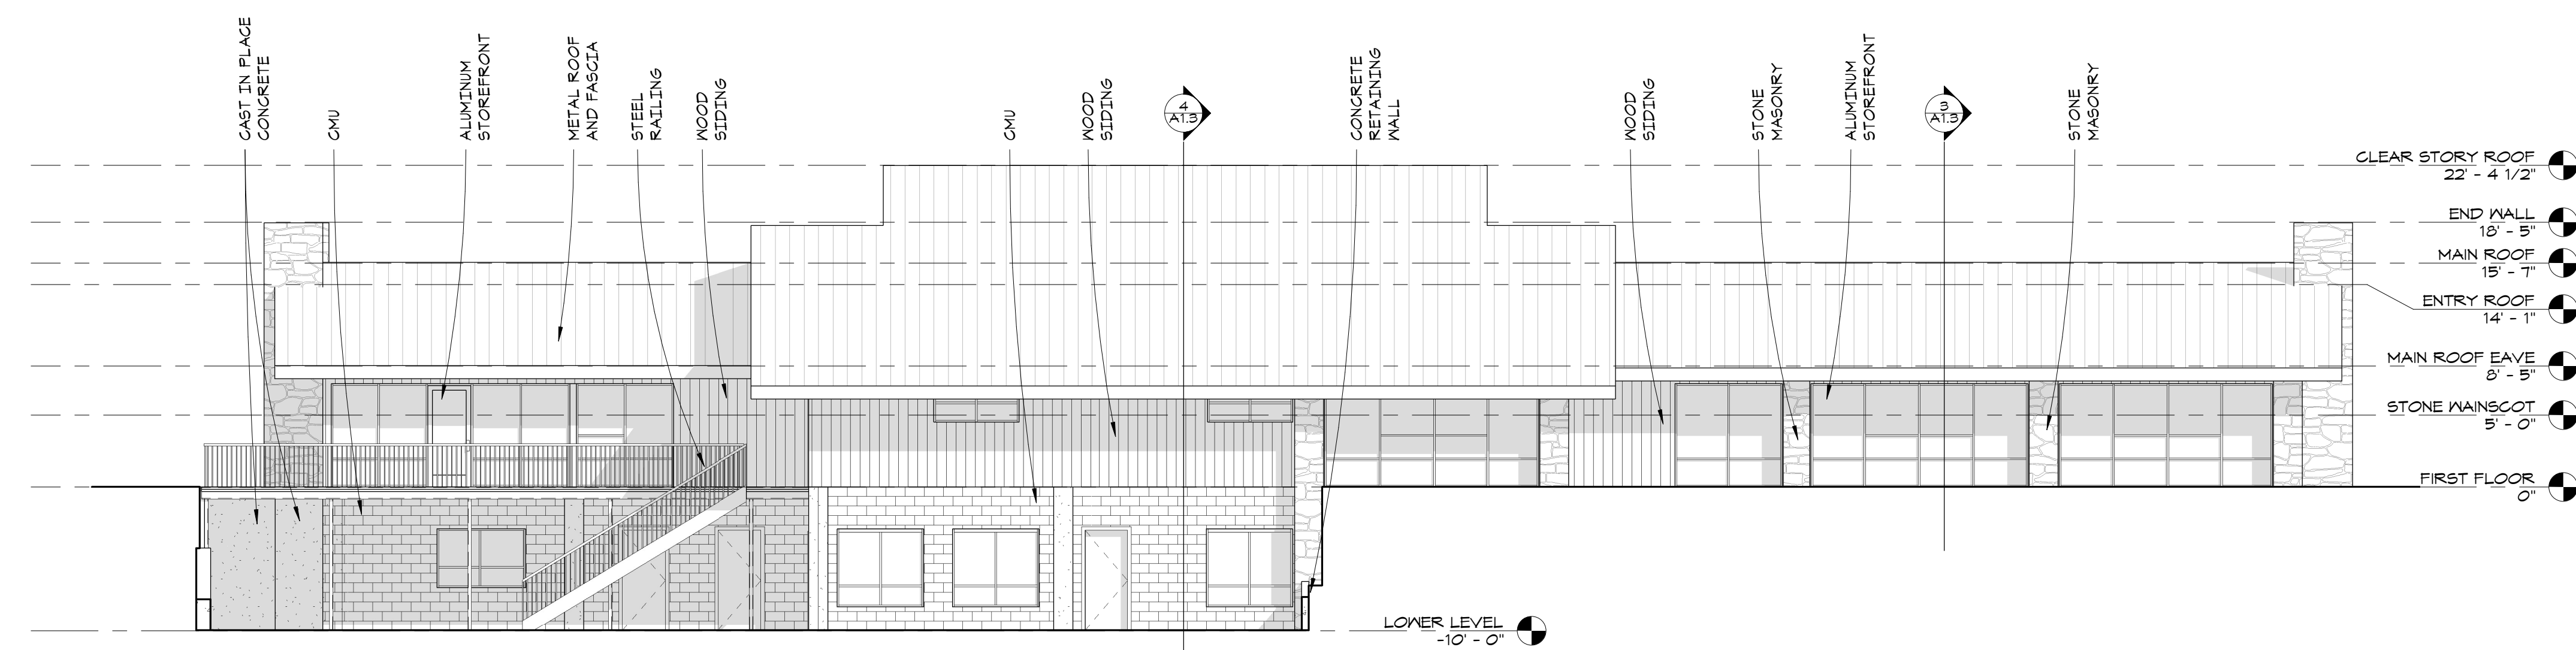 CAST IN PLACE
CONCRETE
CMU
ALUMINUM
STOREFRONT
METAL ROOF
AND FASCIA
STEEL
RAILING
WOOD
SIDING
CMU
WOOD
SIDING
4
A1.3
CONCRETE
RETAINING
WALL
WOOD
SIDING
STONE
MASONRY
ALUMINUM
STOREFRONT
3
A1.3
STONE
MASONRY
CLEAR STORY ROOF
22' - 4 1/2"
END WALL
18' - 5"
MAIN ROOF
15' - 7"
ENTRY ROOF
14' - 1"
MAIN ROOF EAVE
8' - 5"
STONE WAINSCOT
5' - 0"
FIRST FLOOR
0"
LOWER LEVEL
-10' - 0"